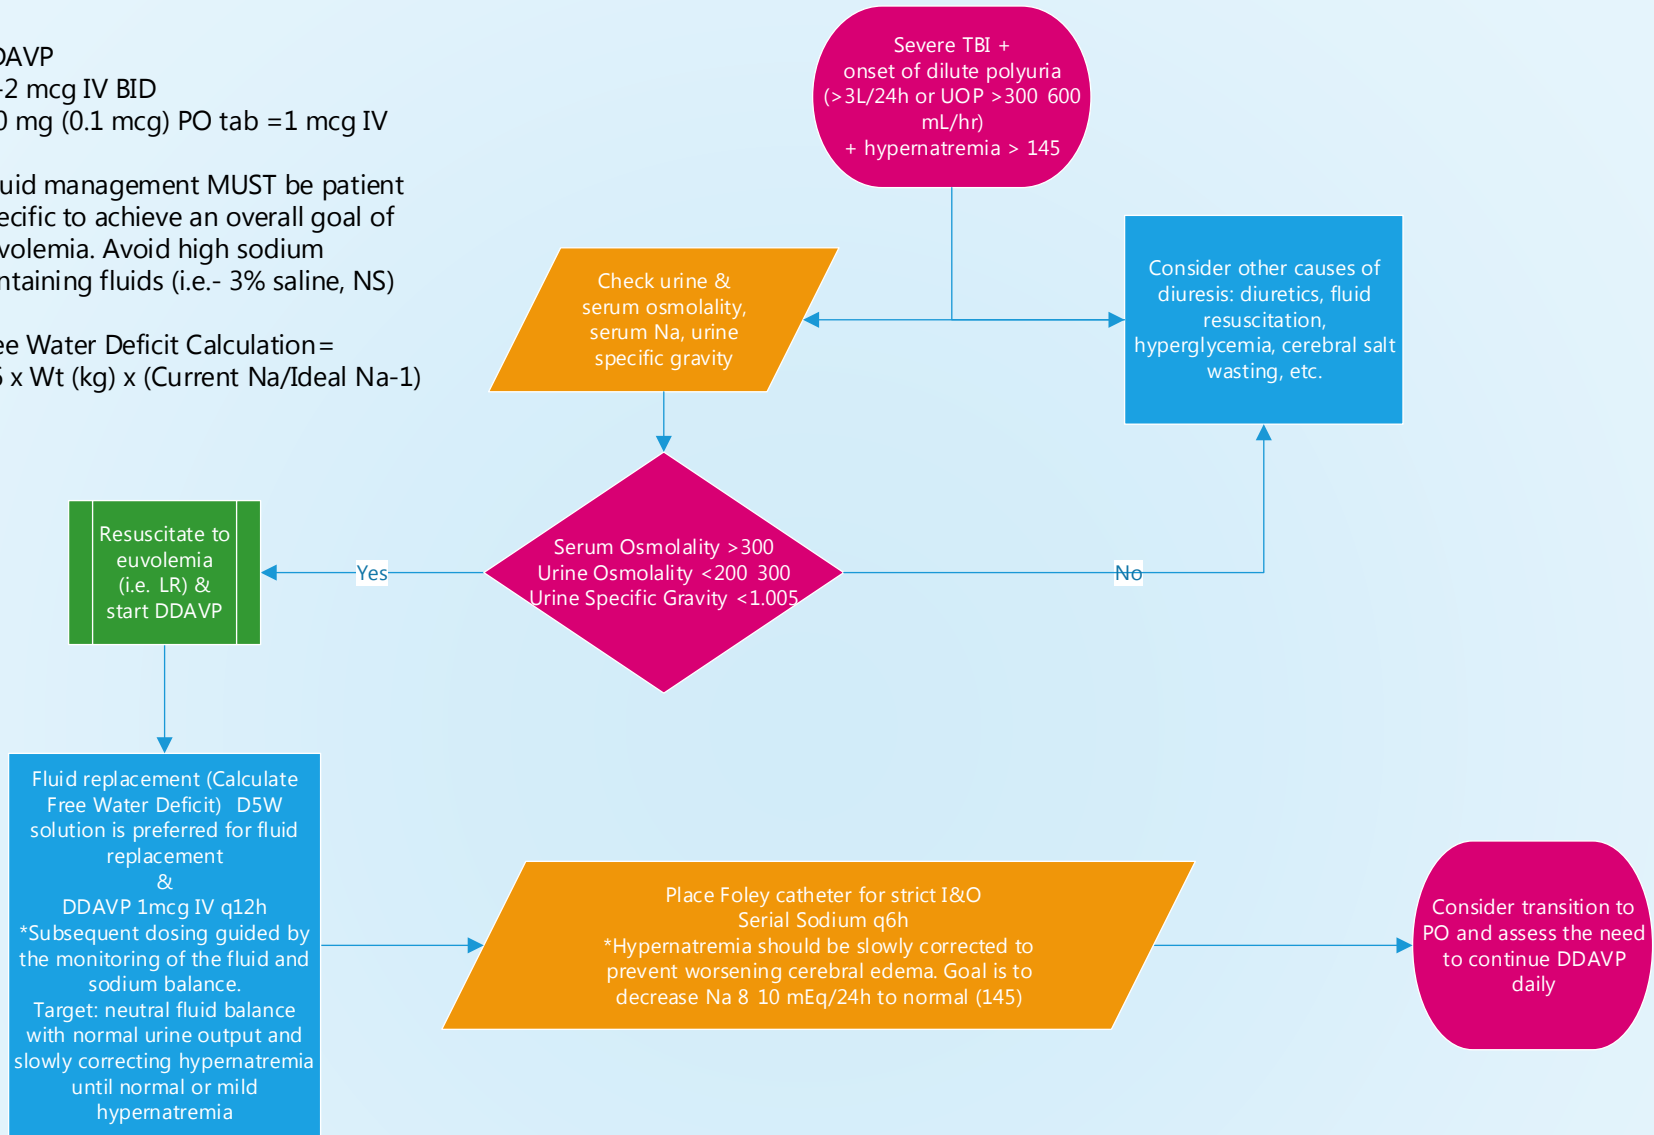 DAVP
-2 mcg IV BID
0 mg (0.1 mcg) PO tab =1 mcg IV
uid management MUST be patient
ecific to achieve an overall goal of
volemia. Avoid high sodium
ntaining fluids (i.e.- 3% saline, NS)
ee Water Deficit Calculation=
x Wt (kg) x (Current Na/Ideal Na-1)
Severe TBI +
onset of dilute polyuria
(>3L/24h or UOP >300 600
mL/hr)
+ hypernatremia > 145
Check urine &
serum osmolality,
serum Na, urine
specific gravity
Consider other causes of
diuresis: diuretics, fluid
resuscitation,
hyperglycemia, cerebral salt
wasting, etc.
Serum Osmolality >300
Urine Osmolality <200 300
Urine Specific Gravity <1.005
Yes
No
Resuscitate to
euvolemia
(i.e. LR) &
start DDAVP
Fluid replacement (Calculate
Free Water Deficit) D5W
solution is preferred for fluid
replacement
&
DDAVP 1mcg IV q12h
*Subsequent dosing guided by
the monitoring of the fluid and
sodium balance.
Target: neutral fluid balance
with normal urine output and
slowly correcting hypernatremia
until normal or mild
hypernatremia
Place Foley catheter for strict I&O
Serial Sodium q6h
*Hypernatremia should be slowly corrected to
prevent worsening cerebral edema. Goal is to
decrease Na 8 10 mEq/24h to normal (145)
Consider transition to
PO and assess the need
to continue DDAVP
daily